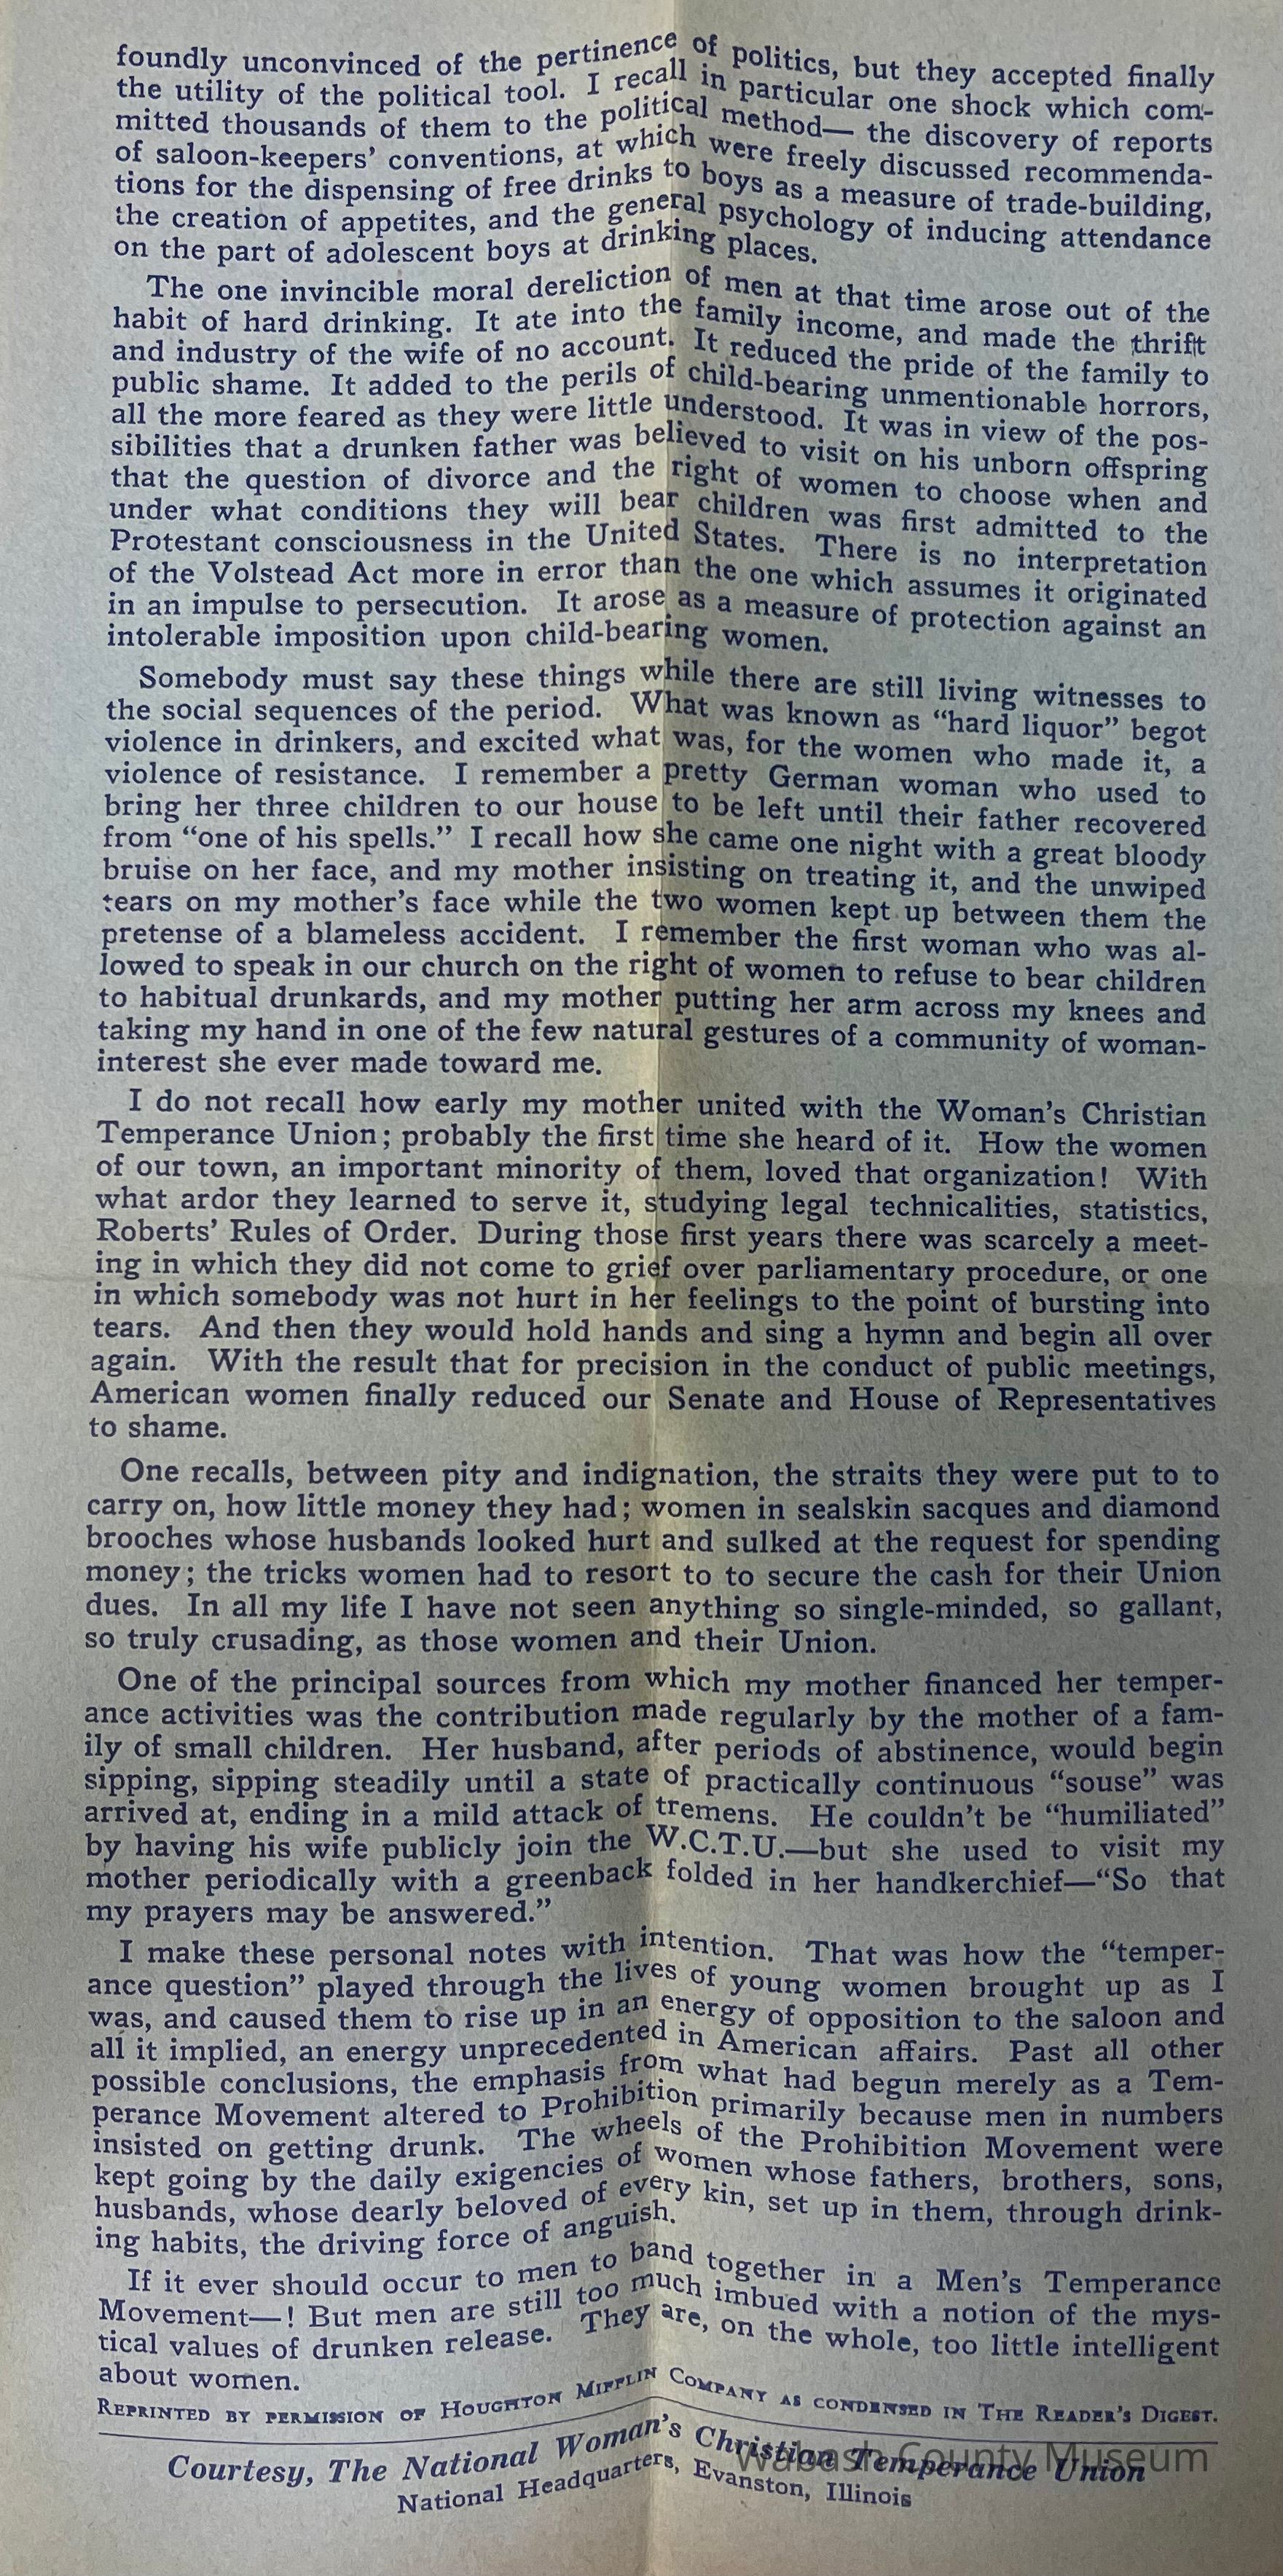 foundly unconvinced of the pertinence of politics, but they accepted finally
the utility of the political tool. I recall in particular one shock which com-
mitted thousands of them to the political method— the discovery of reports
of saloon-keepers' conventions, at which were freely discussed recommenda-
tions for the dispensing of free drinks to boys as a measure of trade-building,
the creation of appetites, and the general psychology of inducing attendance
on the part of adolescent boys at drinking places.
The one invincible moral dereliction of men at that time arose out of the
habit of hard drinking. It ate into the family income, and made the thrift
and industry of the wife of no account. It reduced the pride of the family to
public shame. It added to the perils of child-bearing unmentionable horrors,
all the more feared as they were little understood. It was in view of the pos-
sibilities that a drunken father was believed to visit on his unborn offspring
that the question of divorce and the right of women to choose when and
under what conditions they will bear children was first admitted to the
Protestant consciousness in the United States. There is no interpretation
of the Volstead Act more in error than the one which assumes it originated
in an impulse to persecution. It arose as a measure of protection against an
intolerable imposition upon child-bearing women.
Somebody must say these things while there are still living witnesses to
the social sequences of the period. What was known as "hard liquor" begot
violence in drinkers, and excited what was, for the women who made it, a
violence of resistance. I remember a pretty German woman who used to
bring her three children to our house to be left until their father recovered
from "one of his spells." I recall how she came one night with a great bloody
bruise on her face, and my mother insisting on treating it, and the unwiped
tears on my mother's face while the two women kept up between them the
pretense of a blameless accident. I remember the first woman who was al-
lowed to speak in our church on the right of women to refuse to bear children
to habitual drunkards, and my mother putting her arm across my knees and
taking my hand in one of the few natural gestures of a community of woman-
interest she ever made toward me.
I do not recall how early my mother united with the Woman's Christian
Temperance Union; probably the first time she heard of it. How the women
of our town, an important minority of them, loved that organization! With
what ardor they learned to serve it, studying legal technicalities, statistics,
Roberts' Rules of Order. During those first years there was scarcely a meet-
ing in which they did not come to grief over parliamentary procedure, or one
in which somebody was not hurt in her feelings to the point of bursting into
tears. And then they would hold hands and sing a hymn and begin all over
again. With the result that for precision in the conduct of public meetings,
American women finally reduced our Senate and House of Representatives
to shame.
One recalls, between pity and indignation, the straits they were put to to
carry on, how little money they had; women in sealskin sacques and diamond
brooches whose husbands looked hurt and sulked at the request for spending
money; the tricks women had to resort to to secure the cash for their Union
dues. In all my life I have not seen anything so single-minded, so gallant,
so truly crusading, as those women and their Union.
One of the principal sources from which my mother financed her temper-
ance activities was the contribution made regularly by the mother of a fam-
ily of small children. Her husband, after periods of abstinence, would begin
sipping, sipping steadily until a state of practically continuous "souse" was
arrived at, ending in a mild attack of tremens. He couldn't be "humiliated"
by having his wife publicly join the W.C.T.U.—but she used to visit my
mother periodically with a greenback folded in her handkerchief—"So that
my prayers may be answered."
I make these personal notes with intention. That was how the "temper-
ance question" played through the lives of young women brought up as I
was, and caused them to rise up in an energy of opposition to the saloon and
all it implied, an energy unprecedented in American affairs. Past all other
possible conclusions, the emphasis from what had begun merely as a Tem-
perance Movement altered to Prohibition primarily because men in numbers
insisted on getting drunk. The wheels of the Prohibition Movement were
kept going by the daily exigencies of women whose fathers, brothers, sons,
husbands, whose dearly beloved of every kin, set up in them, through drink-
ing habits, the driving force of anguish.
If it ever should occur to men to band together in a Men's Temperance
Movement—! But men are still too much imbued with a notion of the mys-
tical values of drunken release. They are, on the whole, too little intelligent
about women.
REPRINTED BY PERMISSION OF HOUGHTON MIFFLIN COMPANY AS CONDENSED IN THE READER'S DIGEST.
Courtesy, The National Woman's Christian Temperance Union
National Headquarters, Evanston, Illinois
Wabash County Museum